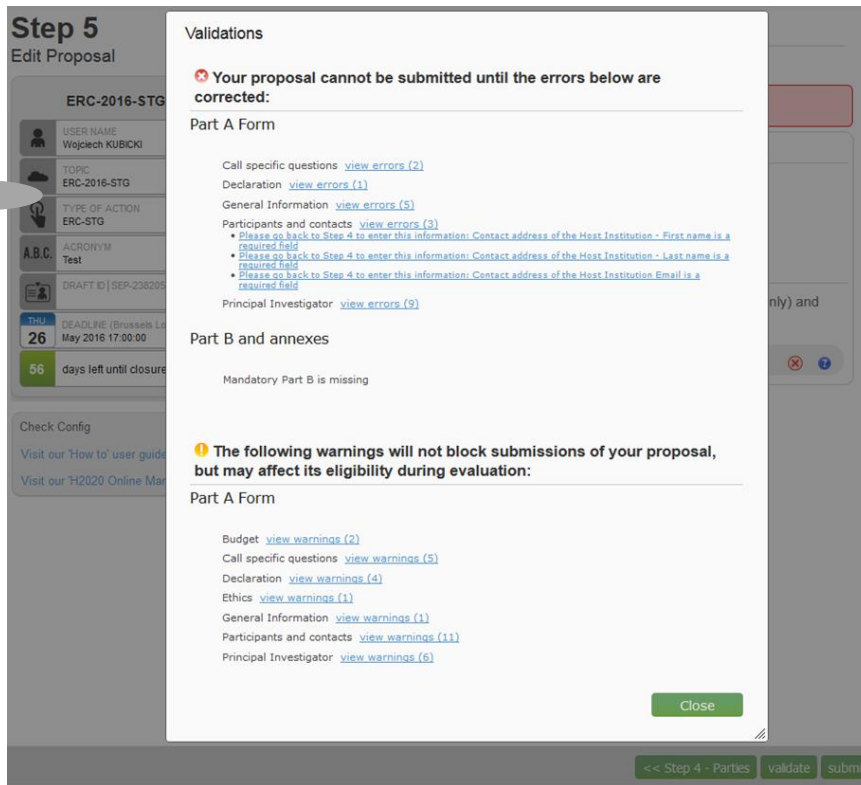 Step 5
Edit Proposal
ERC-2016-STG
USER NAME
Wojciech KUBICKI
TOPIC
ERC-2016-STG
TYPE OF ACTION
ERC-STG
A.B.C.
ACRONYM
Test
DRAFT ID | SEP-238205
THU
26
DEADLINE (Brussels Lo
May 2016 17:00:00
56
days left until closure
Check Config
Visit our 'How to' user guide
Visit our 'H2020 Online Man
Validations
Your proposal cannot be submitted until the errors below are
corrected:
Part A Form
Call specific questions view errors (2)
Declaration view errors (1)
General Information view errors (5)
Participants and contacts view errors (3)
• Please go back to Step 4 to enter this information: Contact address of the Host Institution - First name is a
required field
• Please go back to Step 4 to enter this information: Contact address of the Host Institution - Last name is a
required field
• Please go back to Step 4 to enter this information: Contact address of the Host Institution Email is a
required field
Principal Investigator view errors (9)
Part B and annexes
Mandatory Part B is missing
The following warnings will not block submissions of your proposal,
but may affect its eligibility during evaluation:
Part A Form
Budget view warnings (2)
Call specific questions view warnings (5)
Declaration view warnings (4)
Ethics view warnings (1)
General Information view warnings (1)
Participants and contacts view warnings (11)
Principal Investigator view warnings (6)
Close
nly) and
<< Step 4 - Parties
validate
subm